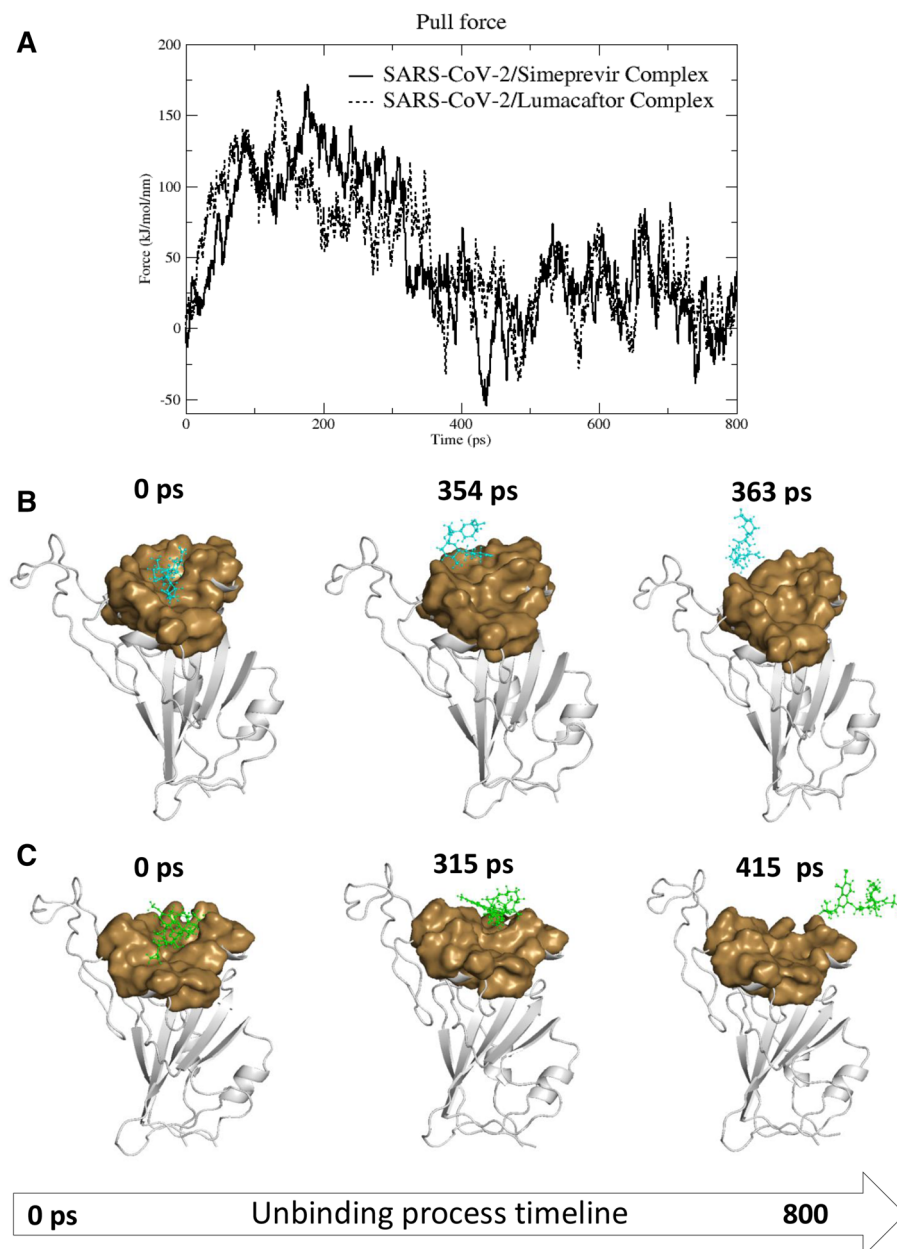 A
Pull force
SARS-CoV-2/Simeprevir Complex
SARS-CoV-2/Lumacaftor Complex
200
150
100
50
0
-50
Force (kJ/mol/nm)
0
200
400
600
800
Time (ps)
B
0 ps
354 ps
363 ps
C
0 ps
315 ps
415 ps
0 ps
Unbinding process timeline
800